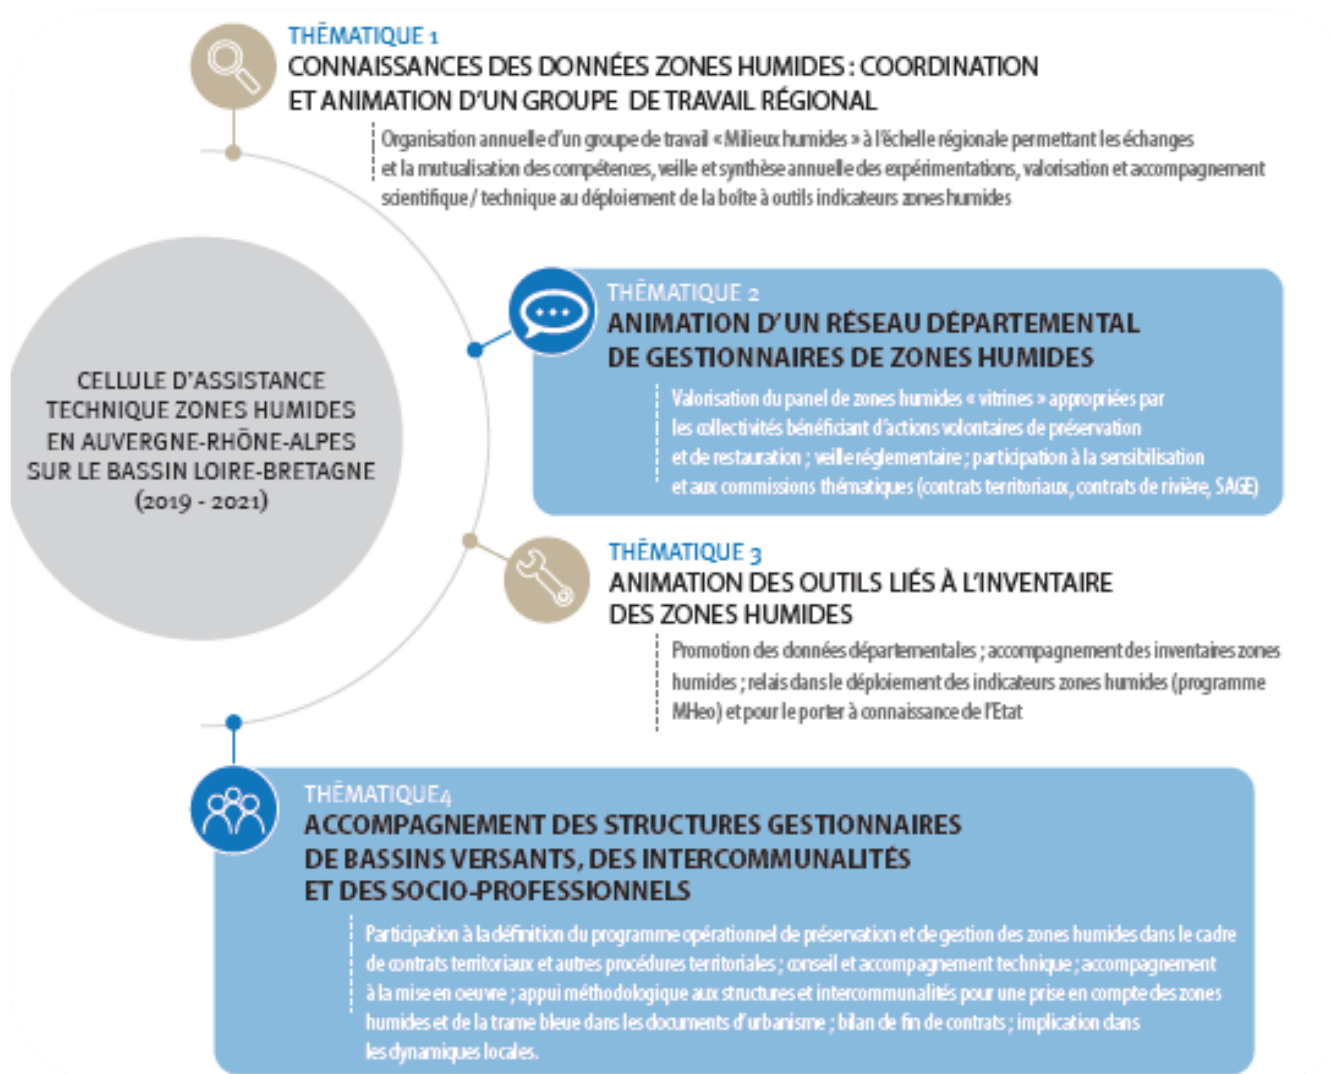 THÉMATIQUE 1
CONNAISSANCES DES DONNÉES ZONES HUMIDES : COORDINATION
ET ANIMATION D'UN GROUPE DE TRAVAIL RÉGIONAL
Organisation annuelle d'un groupe de travail « Milieux humides » à l'échelle régionale permettant les échanges
et la mutualisation des compétences, veille et synthèse annuelle des expérimentations, valorisation et accompagnement
scientifique / technique au déploiement de la boîte à outils indicateurs zones humides
CELLULE D'ASSISTANCE
TECHNIQUE ZONES HUMIDES
EN AUVERGNE-RHÔNE-ALPES
SUR LE BASSIN LOIRE-BRETAGNE
(2019 - 2021)
THÉMATIQUE 2
ANIMATION D'UN RÉSEAU DÉPARTEMENTAL
DE GESTIONNAIRES DE ZONES HUMIDES
Valorisation du panel de zones humides « vitrines » appropriées par
les collectivités bénéficiant d'actions volontaires de préservation
et de restauration ; veille réglementaire ; participation à la sensibilisation
et aux commissions thématiques (contrats territoriaux, contrats de rivière, SAGE)
THÉMATIQUE 3
ANIMATION DES OUTILS LIÉS À L'INVENTAIRE
DES ZONES HUMIDES
Promotion des données départementales ; accompagnement des inventaires zones
humides ; relais dans le déploiement des indicateurs zones humides (programme
MHeo) et pour le porter à connaissance de l'Etat
THÉMATIQUE4
ACCOMPAGNEMENT DES STRUCTURES GESTIONNAIRES
DE BASSINS VERSANTS, DES INTERCOMMUNALITÉS
ET DES SOCIO-PROFESSIONNELS
Participation à la définition du programme opérationnel de préservation et de gestion des zones humides dans le cadre
de contrats territoriaux et autres procédures territoriales ; conseil et accompagnement technique ; accompagnement
à la mise en oeuvre ; appui méthodologique aux structures et intercommunalités pour une prise en compte des zones
humides et de la trame bleue dans les documents d'urbanisme ; bilan de fin de contrats ; implication dans
les dynamiques locales.